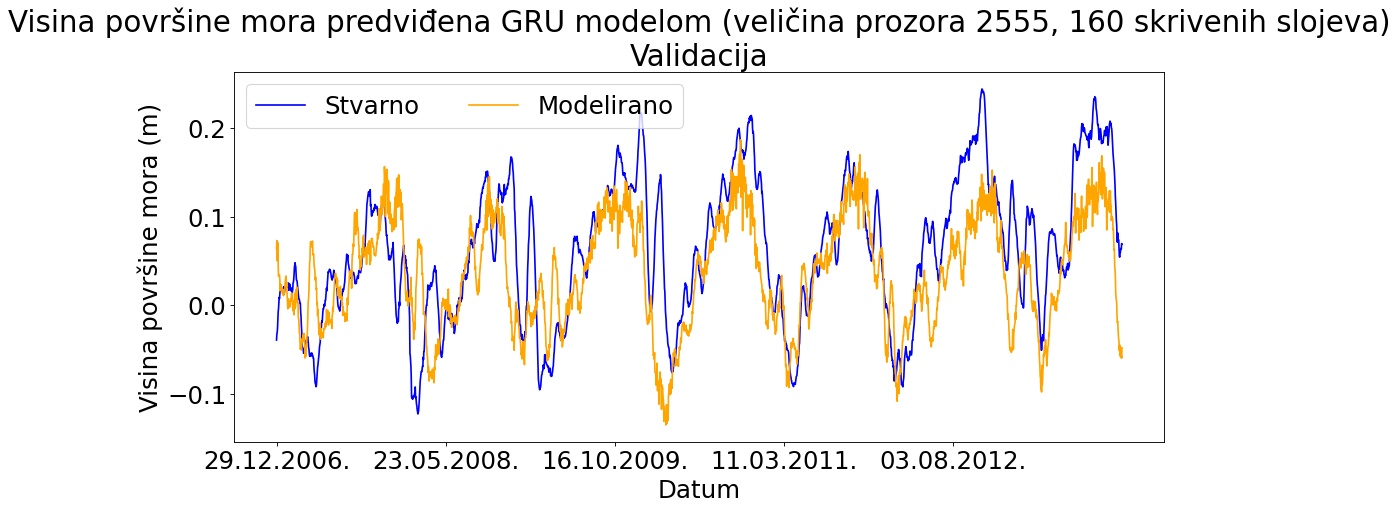 Visina površine mora predviđena GRU modelom (veličina prozora 2555, 160 skrivenih slojeva)
Validacija
Stvarno
Modelirano
Visina površine mora (m)
0.2
0.1
0.0
−0.1
29.12.2006.
23.05.2008.
16.10.2009.
11.03.2011.
03.08.2012.
Datum